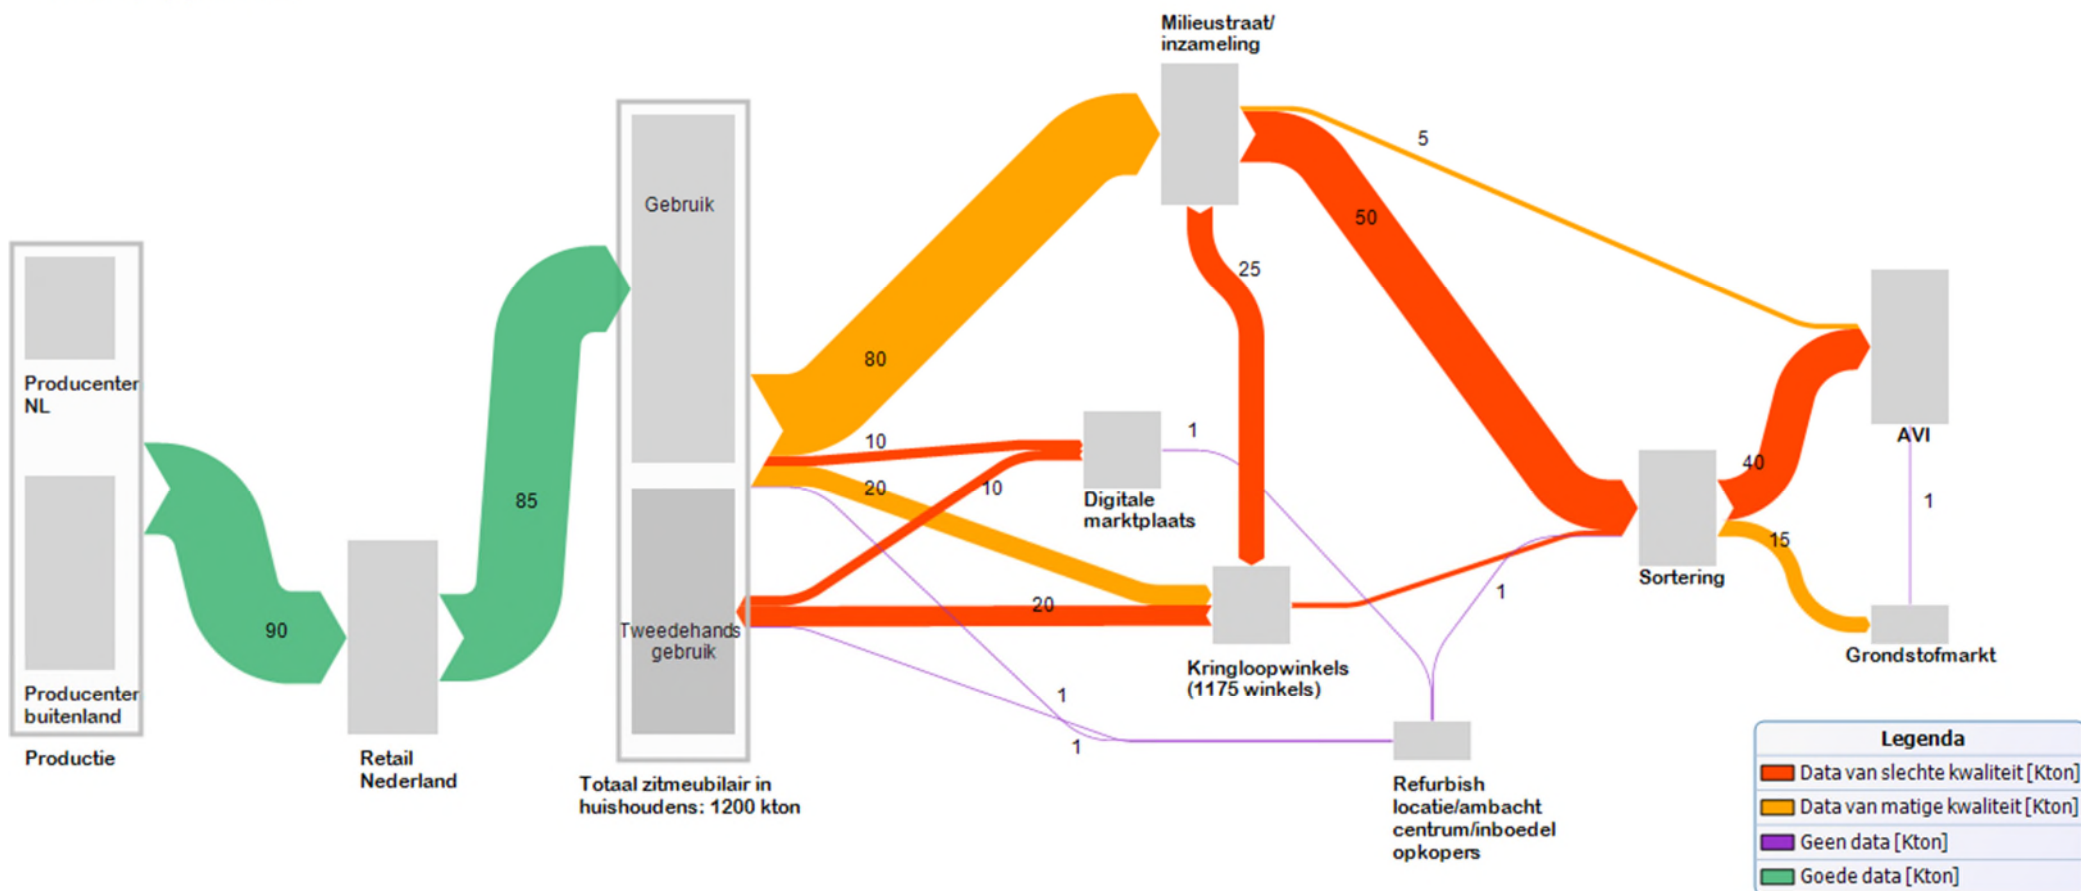 Milieustraat/
inzameling
5
Gebruik
50
25
80
Producenter
NL
10
20
10
1
Digitale
marktplaats
85
40
AVI
1
15
Sortering
1
90
20
Tweedehands
gebruik
Grondstofmarkt
Kringloopwinkels
(1175 winkels)
1
1
Producenter
buitenland
Productie
Retail
Nederland
Totaal zitmeubilair in
huishoudens: 1200 kton
Refurbish
locatie/ambacht
centrum/inboedel
opkopers
Legenda
Data van slechte kwaliteit [Kton]
Data van matige kwaliteit [Kton]
Geen data [Kton]
Goede data [Kton]